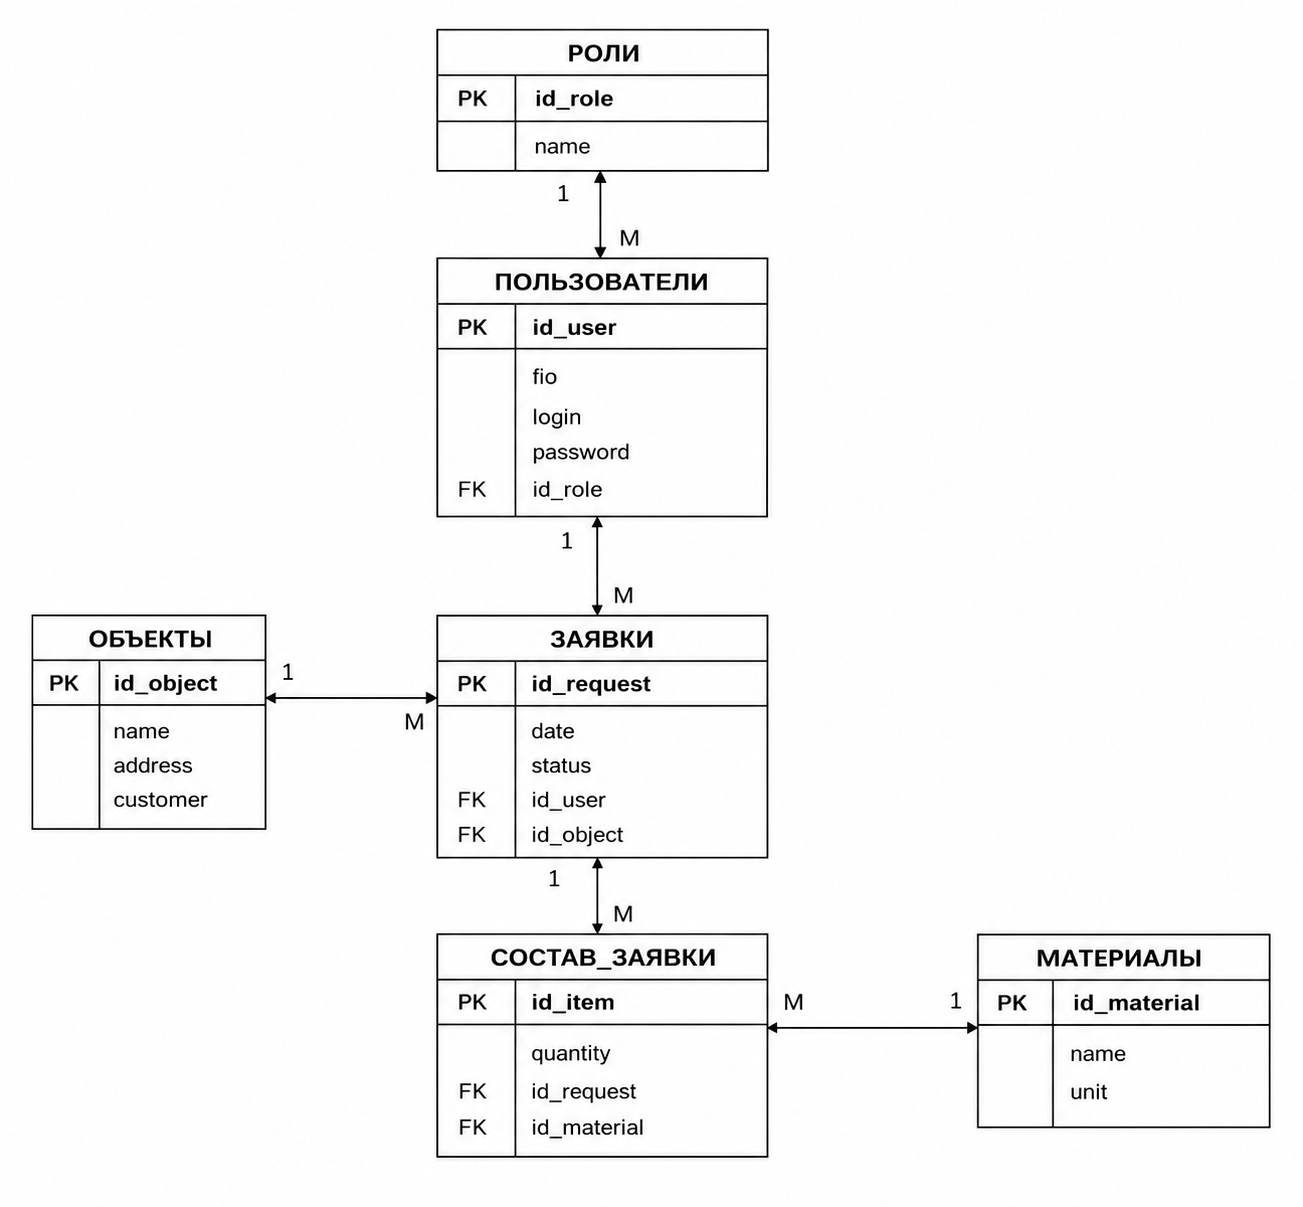 РОЛИ
PK id_role
name
1
M
ПОЛЬЗОВАТЕЛИ
PK id_user
fio
login
password
FK id_role
1
M
ОБЪЕКТЫ
PK id_object
name
address
customer
1
M
ЗАЯВКИ
PK id_request
date
status
FK id_user
FK id_object
1
M
СОСТАВ_ЗАЯВКИ
PK id_item
quantity
FK id_request
FK id_material
M
1
МАТЕРИАЛЫ
PK id_material
name
unit